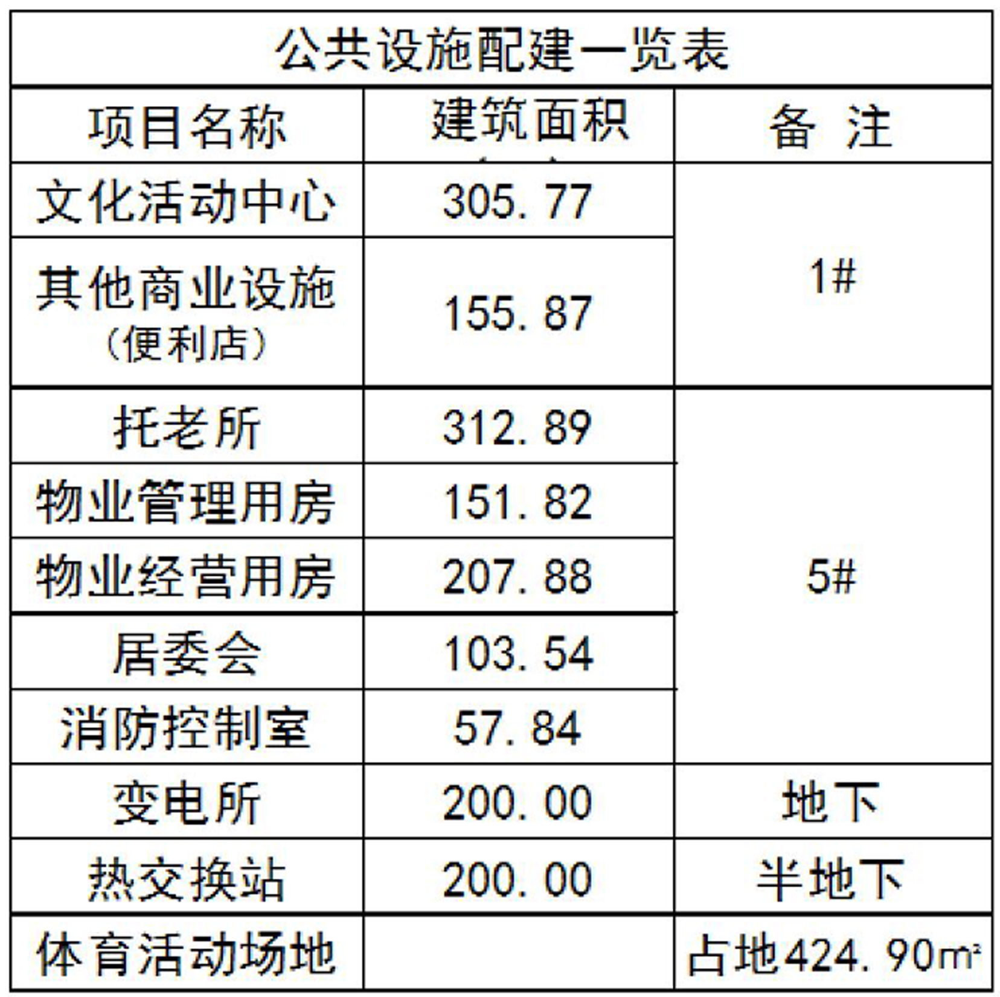 公共设施配建一览表
项目名称 建筑面积 备 注
文化活动中心 305.77
1#
其他商业设施
(便利店)
155.87
托老所 312.89
物业管理用房 151.82
物业经营用房 207.88
5#
居委会 103.54
消防控制室 57.84
变电所 200.00 地下
热交换站 200.00 半地下
体育活动场地 占地424.90m²